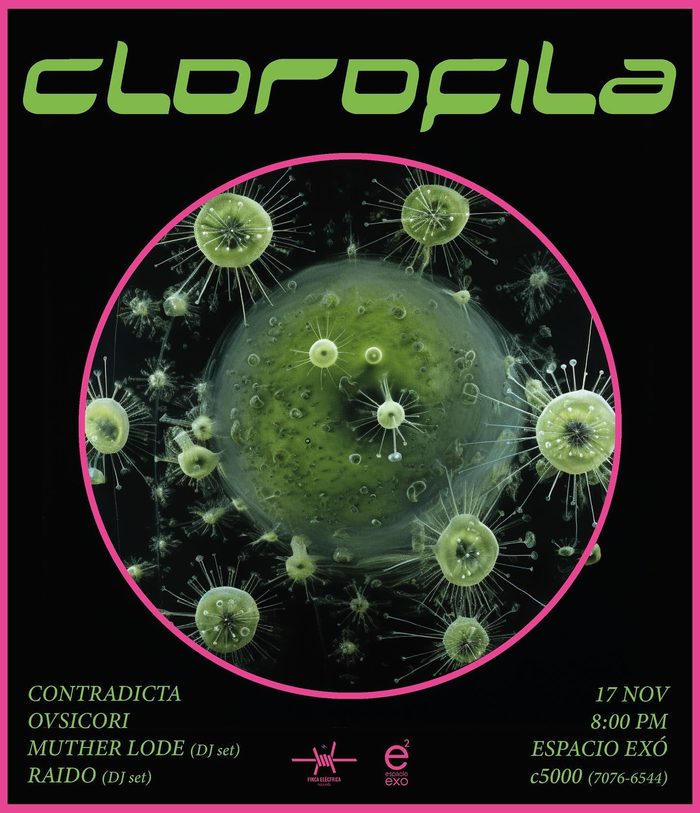 clorofila
CONTRADICTA
OVSICORI
MUTHER LODE (DJ set)
RAIDO (DJ set)
FINCA ELÉCTRICA
e2
espacio
exo
17 NOV
8:00 PM
ESPACIO EXÓ
c5000 (7076-6544)